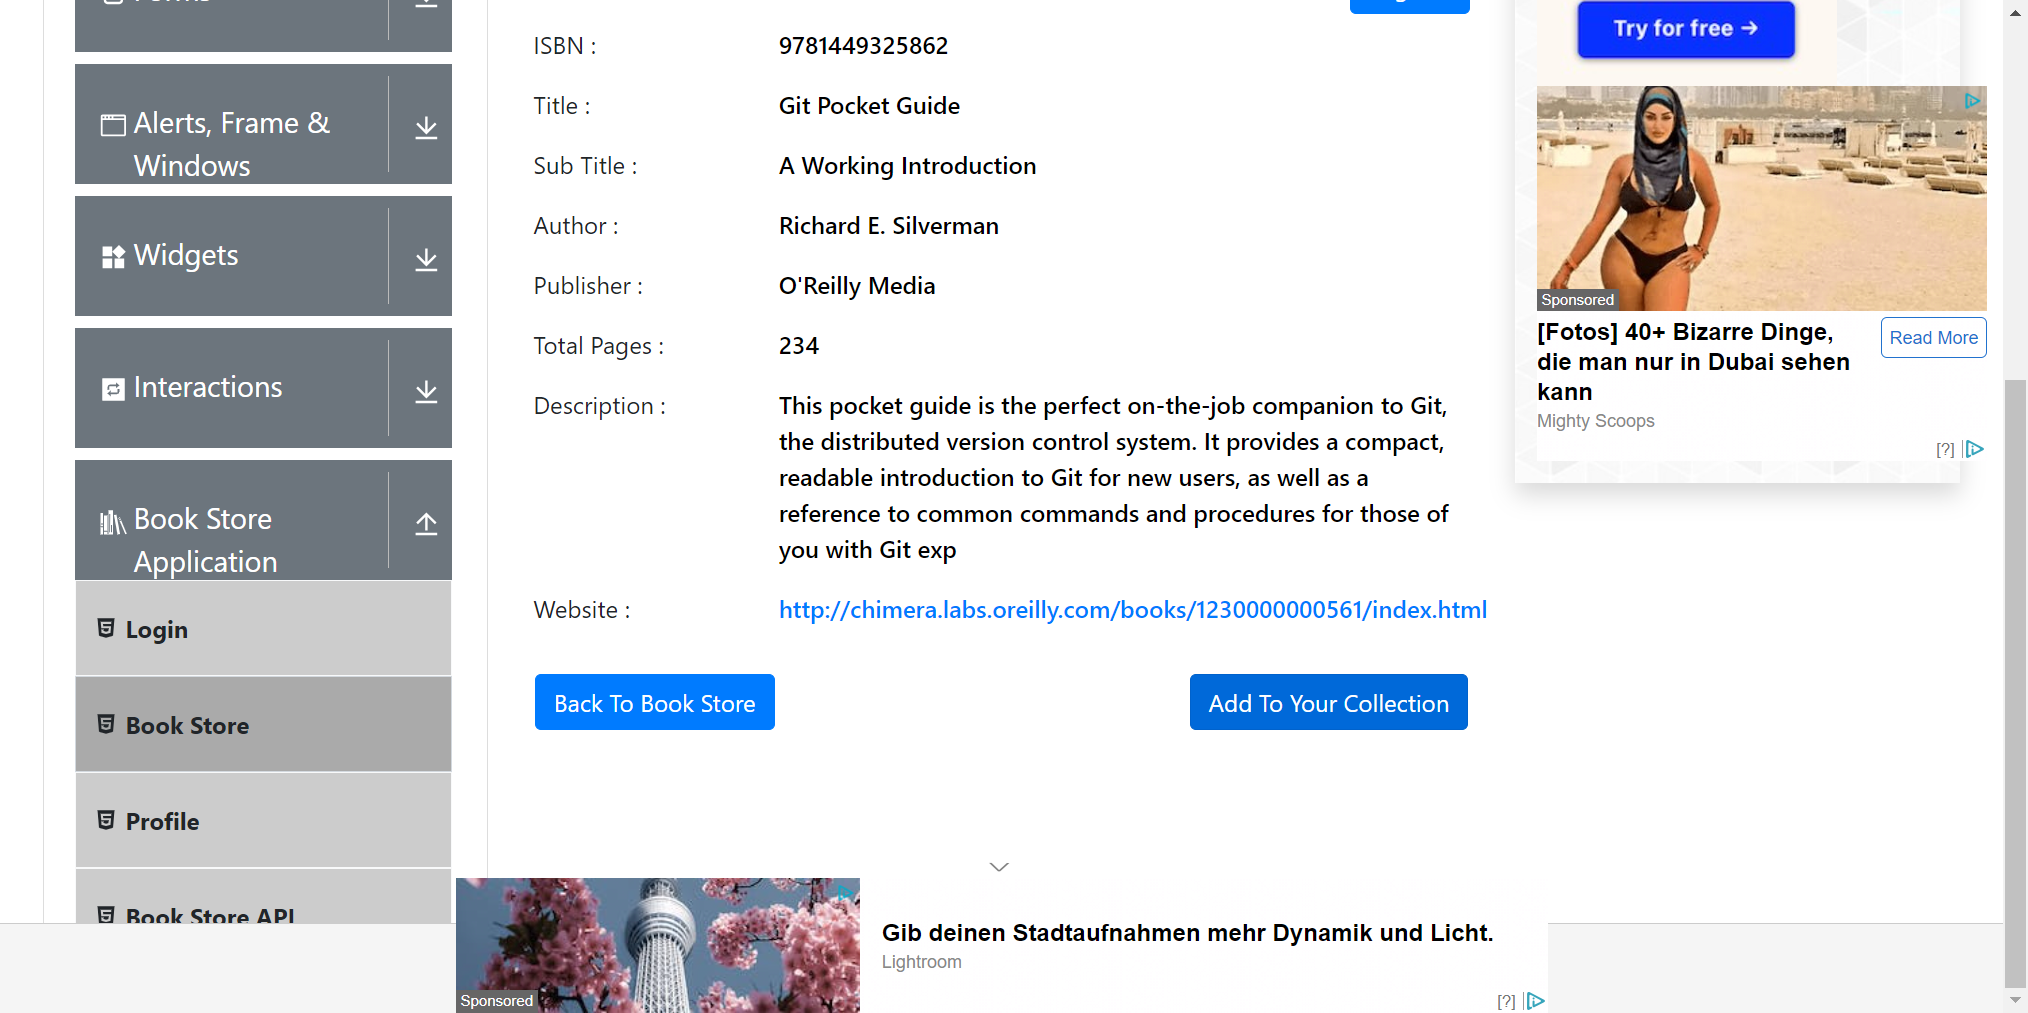 Alerts, Frame &
Windows
Widgets
Interactions
Book Store
Application
Login
Book Store
Profile
Book Store API
ISBN : 9781449325862
Title : Git Pocket Guide
Sub Title : A Working Introduction
Author : Richard E. Silverman
Publisher : O'Reilly Media
Total Pages : 234
Description : This pocket guide is the perfect on-the-job companion to Git,
the distributed version control system. It provides a compact,
readable introduction to Git for new users, as well as a
reference to common commands and procedures for those of
you with Git exp
Website : http://chimera.labs.oreilly.com/books/1230000000561/index.html
Back To Book Store
Add To Your Collection
Try for free →
Sponsored
[Fotos] 40+ Bizarre Dinge,
die man nur in Dubai sehen
kann
Read More
Mighty Scoops
[?]
Sponsored
Gib deinen Stadtaufnahmen mehr Dynamik und Licht.
Lightroom
[?]